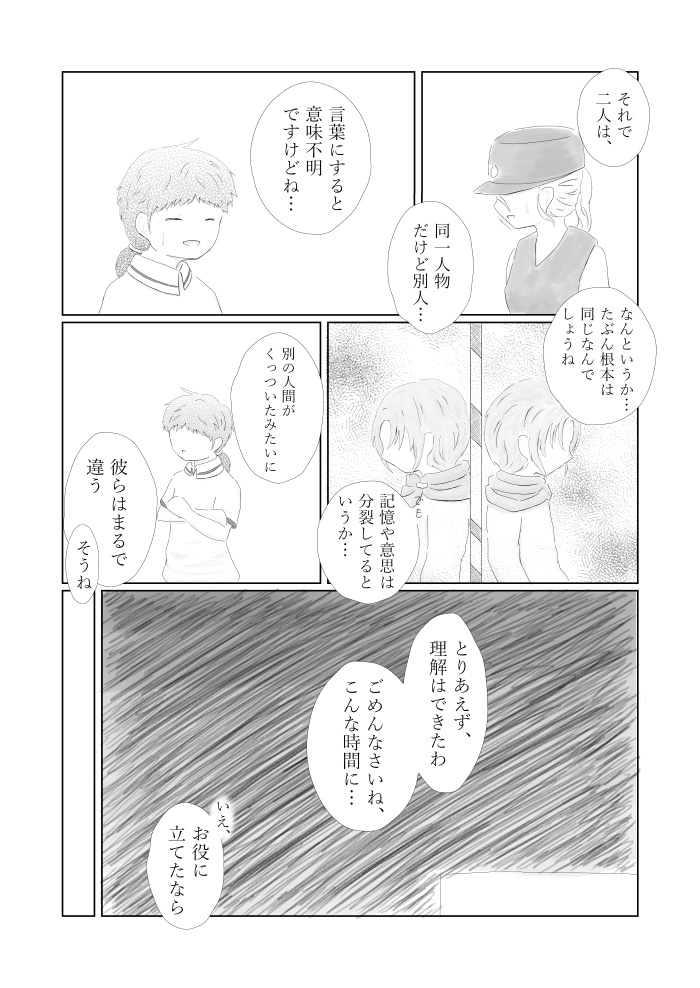 それで
二人は、
同一人物
だけど別人…
言葉にすると
意味不明
ですけどね…
なんというか…
たぶん根本は
同じなんで
しょうね
でも
記憶や意思は
分裂してると
いうか…
別の人間が
くっついたみたいに
彼らはまるで
違う
そうね
とりあえず、
理解はできたわ
ごめんなさいね、
こんな時間に…
いえ、
お役に
立てたなら